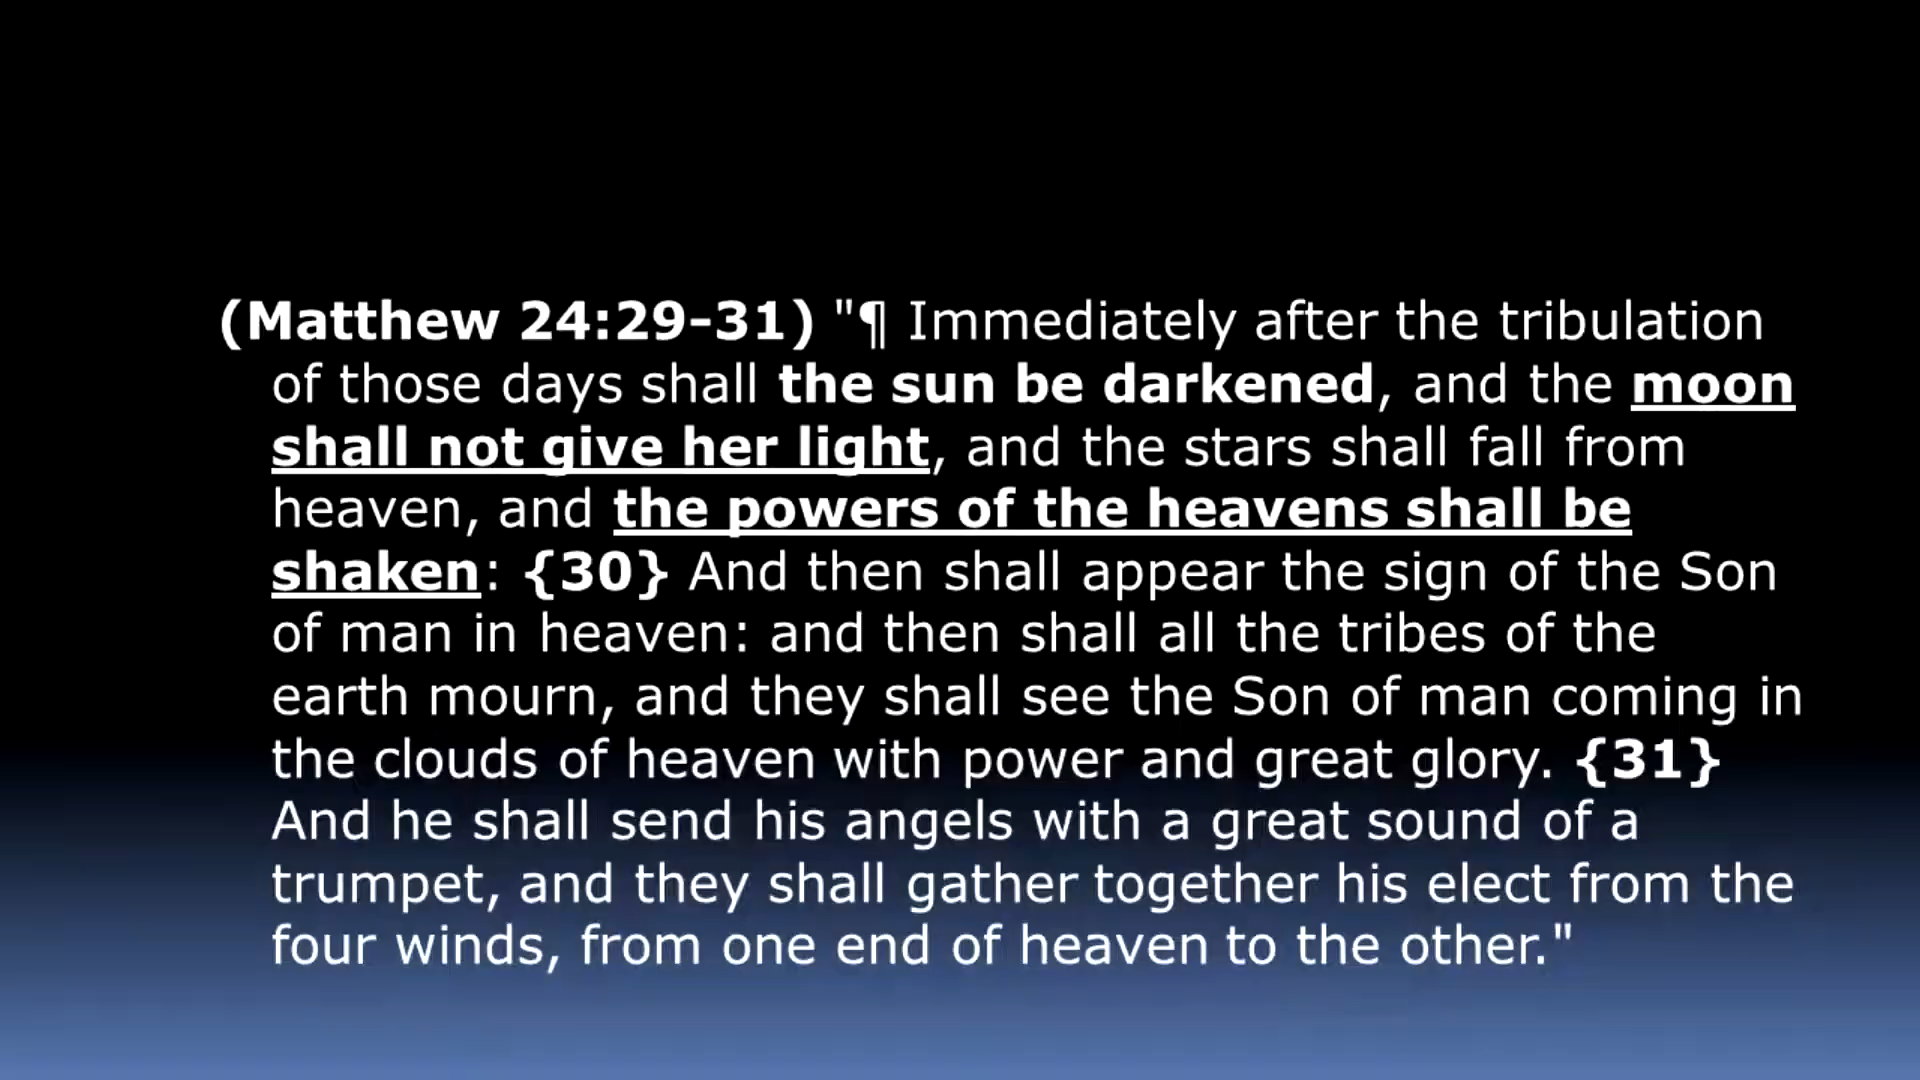 (Matthew 24:29-31) "¶ Immediately after the tribulation
of those days shall the sun be darkened, and the moon
shall not give her light, and the stars shall fall from
heaven, and the powers of the heavens shall be
shaken: {30} And then shall appear the sign of the Son
of man in heaven: and then shall all the tribes of the
earth mourn, and they shall see the Son of man coming in
the clouds of heaven with power and great glory. {31}
And he shall send his angels with a great sound of a
trumpet, and they shall gather together his elect from the
four winds, from one end of heaven to the other."